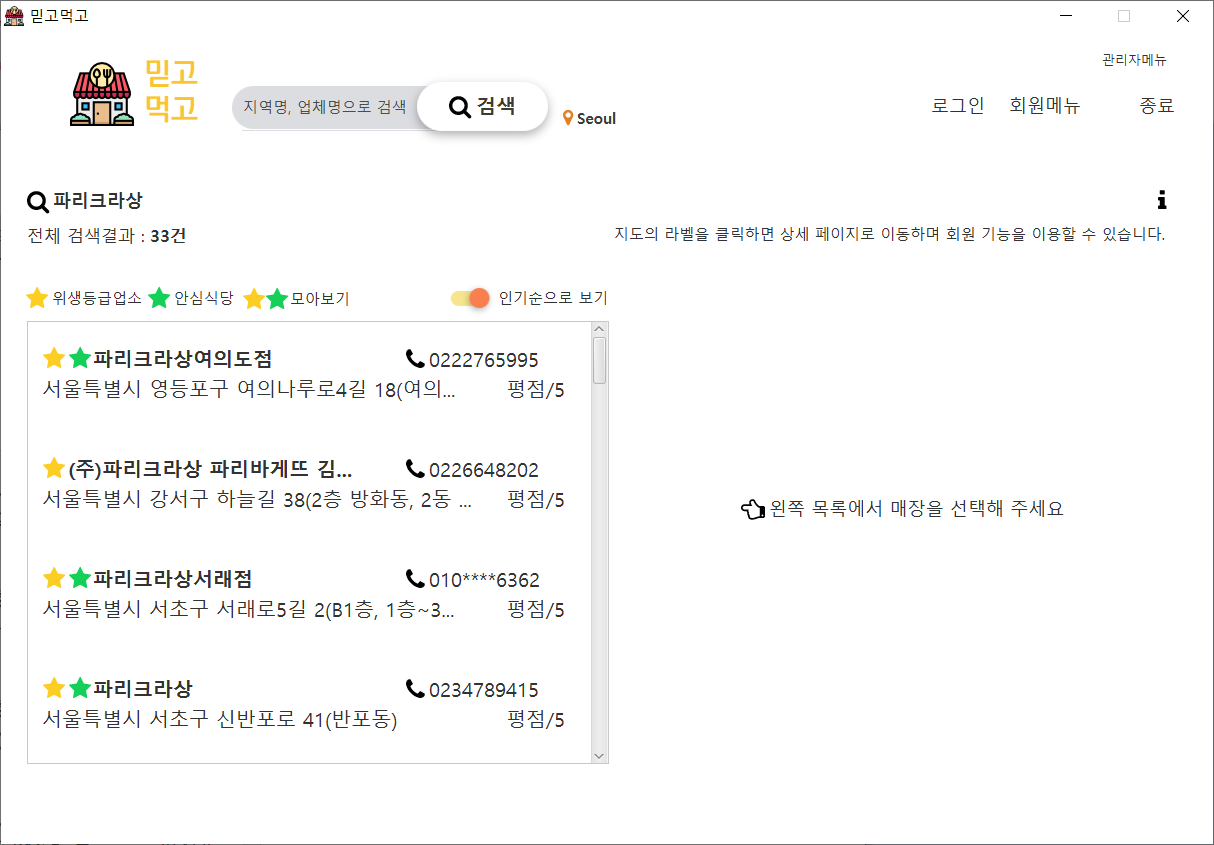 믿고먹고
관리자메뉴
믿고
먹고
지역명, 업체명으로 검색
검색
Seoul
로그인 회원메뉴 종료
파리크라상
전체 검색결과 : 33건
지도의 라벨을 클릭하면 상세 페이지로 이동하며 회원 기능을 이용할 수 있습니다.
위생등급업소 안심식당 모아보기 인기순으로 보기
파리크라상여의도점 0222765995
서울특별시 영등포구 여의나루로4길 18(여의... 평점/5
(주)파리크라상 파리바게뜨 김... 0226648202
서울특별시 강서구 하늘길 38(2층 방화동, 2동 ... 평점/5
파리크라상서래점 010****6362
서울특별시 서초구 서래로5길 2(B1층, 1층~3... 평점/5
파리크라상 0234789415
서울특별시 서초구 신반포로 41(반포동) 평점/5
왼쪽 목록에서 매장을 선택해 주세요